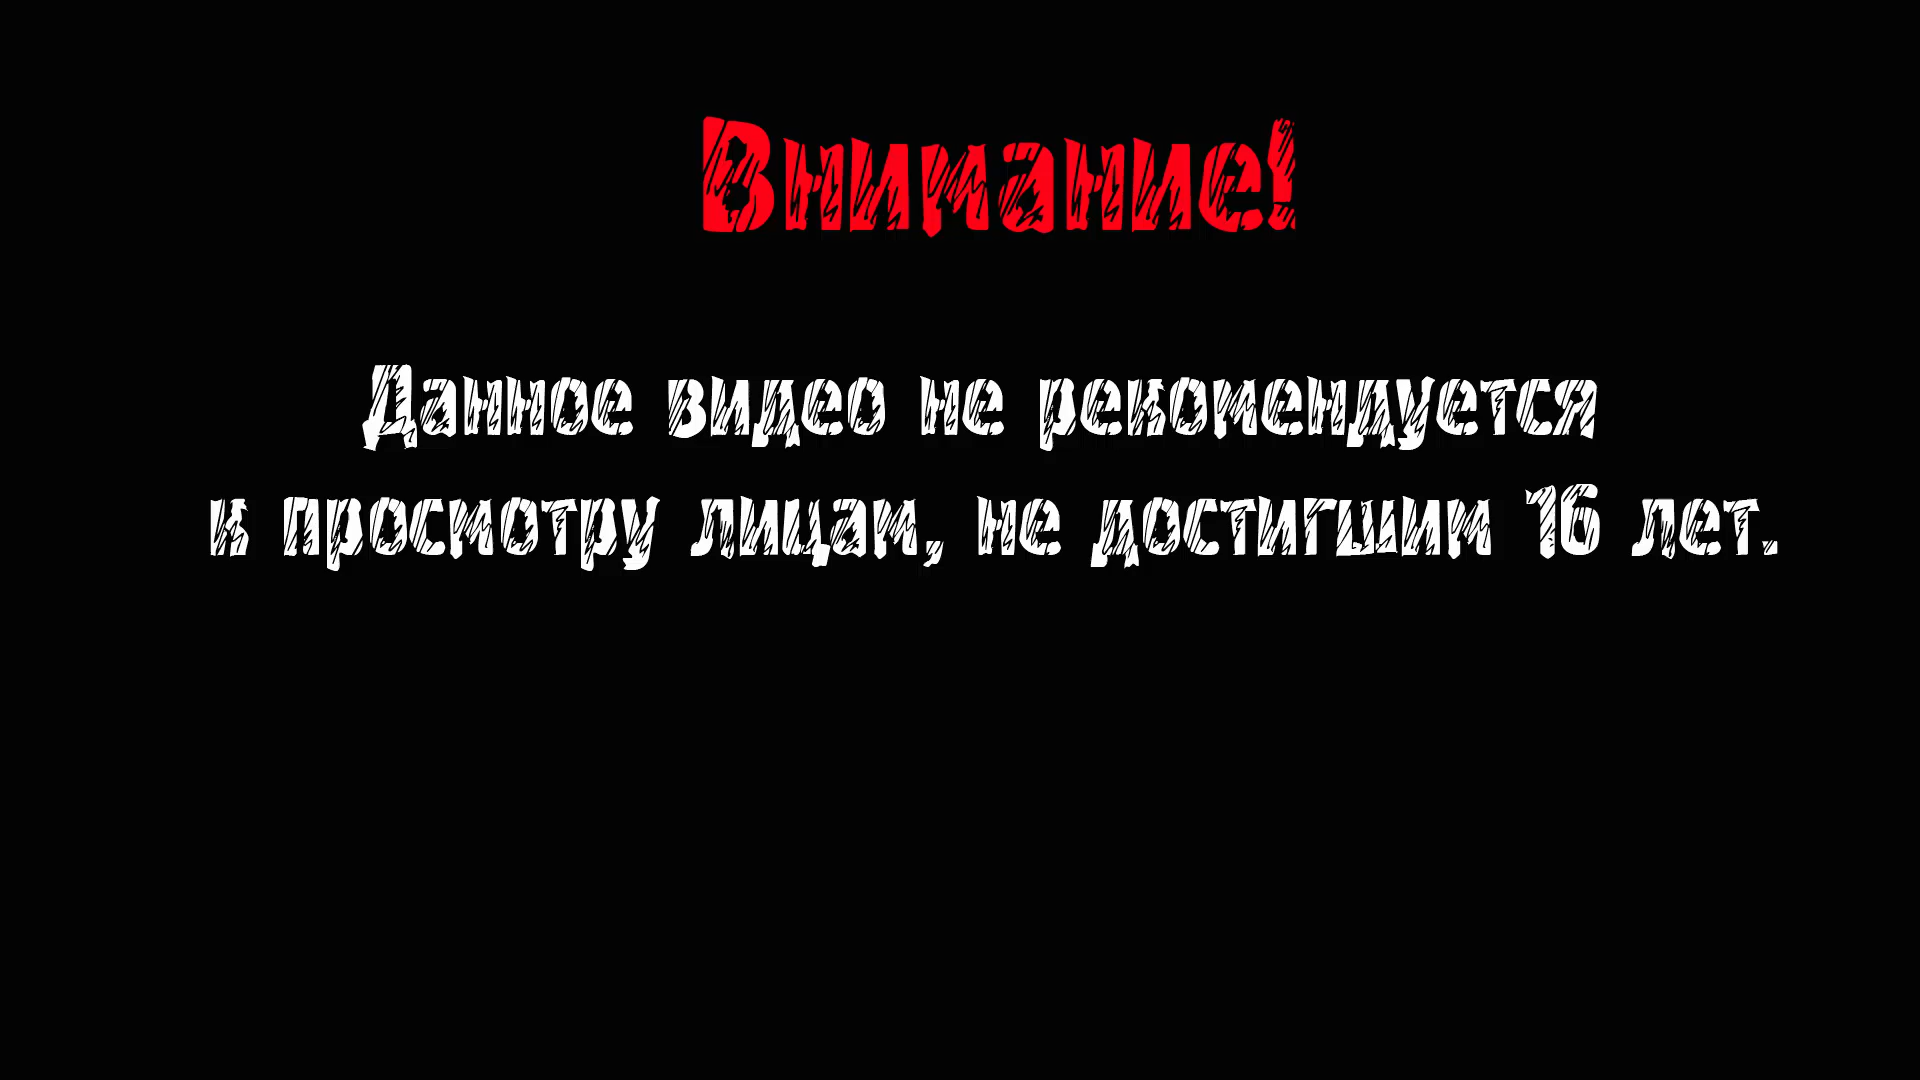 Внимание!
Данное видео не рекомендуется
к просмотру лицам, не достигшим 16 лет.